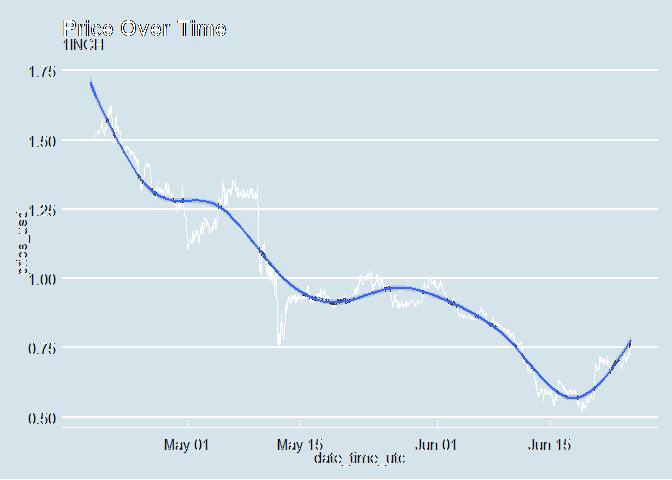 Price Over Time
1INCH
1.75
1.50
1.25
1.00
0.75
0.50
price_usd
May 01
May 15
Jun 01
Jun 15
date_time_utc